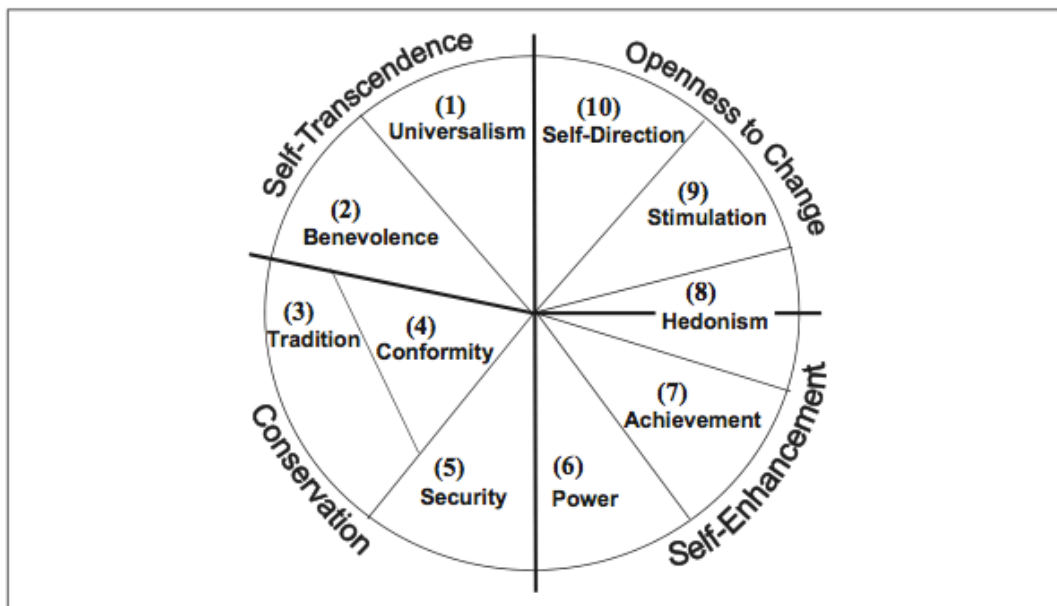 Self-Transcendence
Openness to Change
(1)
Universalism
(10)
Self-Direction
(2)
Benevolence
(9)
Stimulation
(3)
Tradition
(4)
Conformity
(8)
Hedonism
(7)
Achievement
(5)
Security
(6)
Power
Conservation
Self-Enhancement